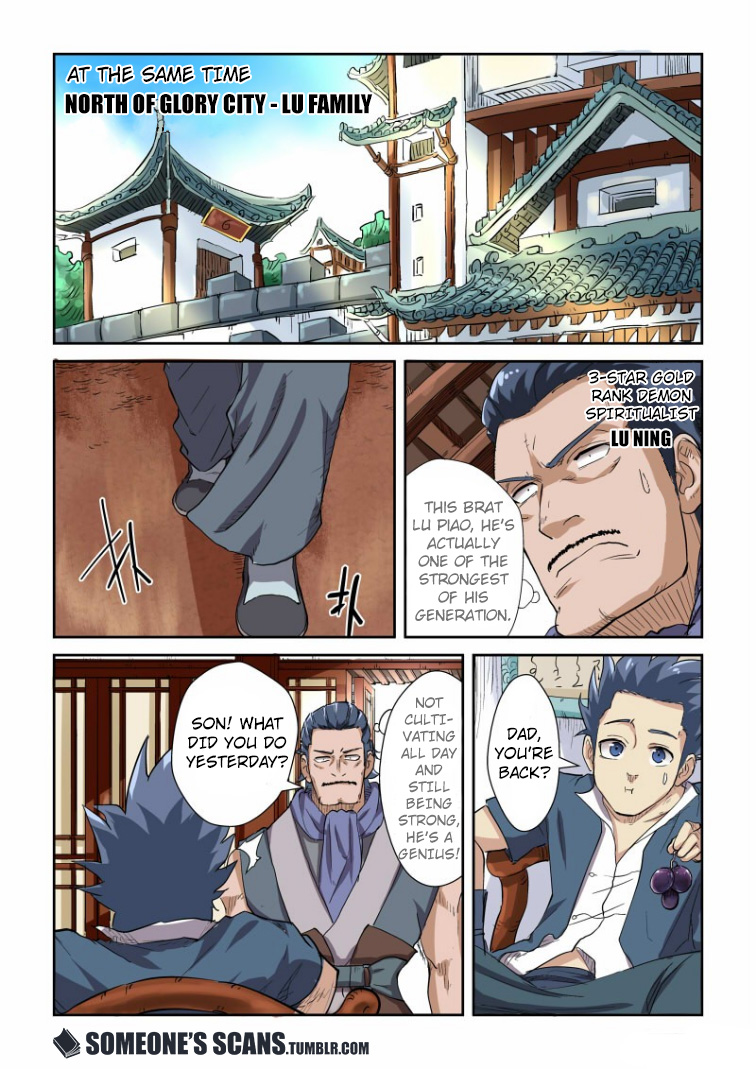 AT THE SAME TIME
NORTH OF GLORY CITY - LU FAMILY
3-STAR GOLD
RANK DEMON
SPIRITUALIST
LU NING
THIS BRAT
LU PIAO, HE'S
ACTUALLY
ONE OF THE
STRONGEST
OF HIS
GENERATION.
SON! WHAT
DID YOU DO
YESTERDAY?
NOT
CULTI-
VATING
ALL DAY
AND
STILL
BEING
STRONG,
HE'S A
GENIUS!
DAD,
YOU'RE
BACK?
SOMEONE'S SCANS.TUMBLR.COM